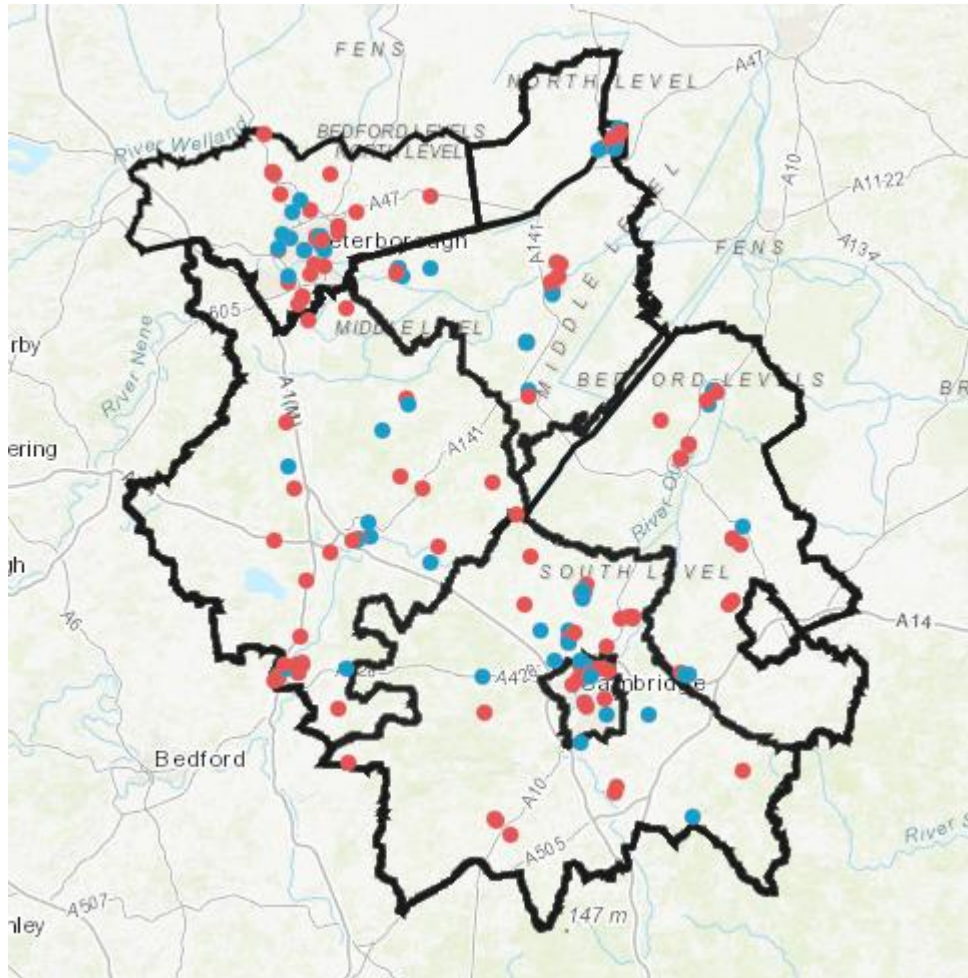 FENS
NORTH LEVEL
A47
River Welland
BEDFORD LEVELS
NORTH LEVEL
A10
A1122
A47
A141
A134
eterborough
FENS
MIDDLE LEVEL
605
MIDDLE LEVEL
rby
River Nene
BEDFORD LEVELS
BR
A1(M)
A141
ering
River
gh
SOUTH LEVEL
A6
A14
A428
A428
Cambridge
Bedford
A10
A505
River S
A507
147 m
nley